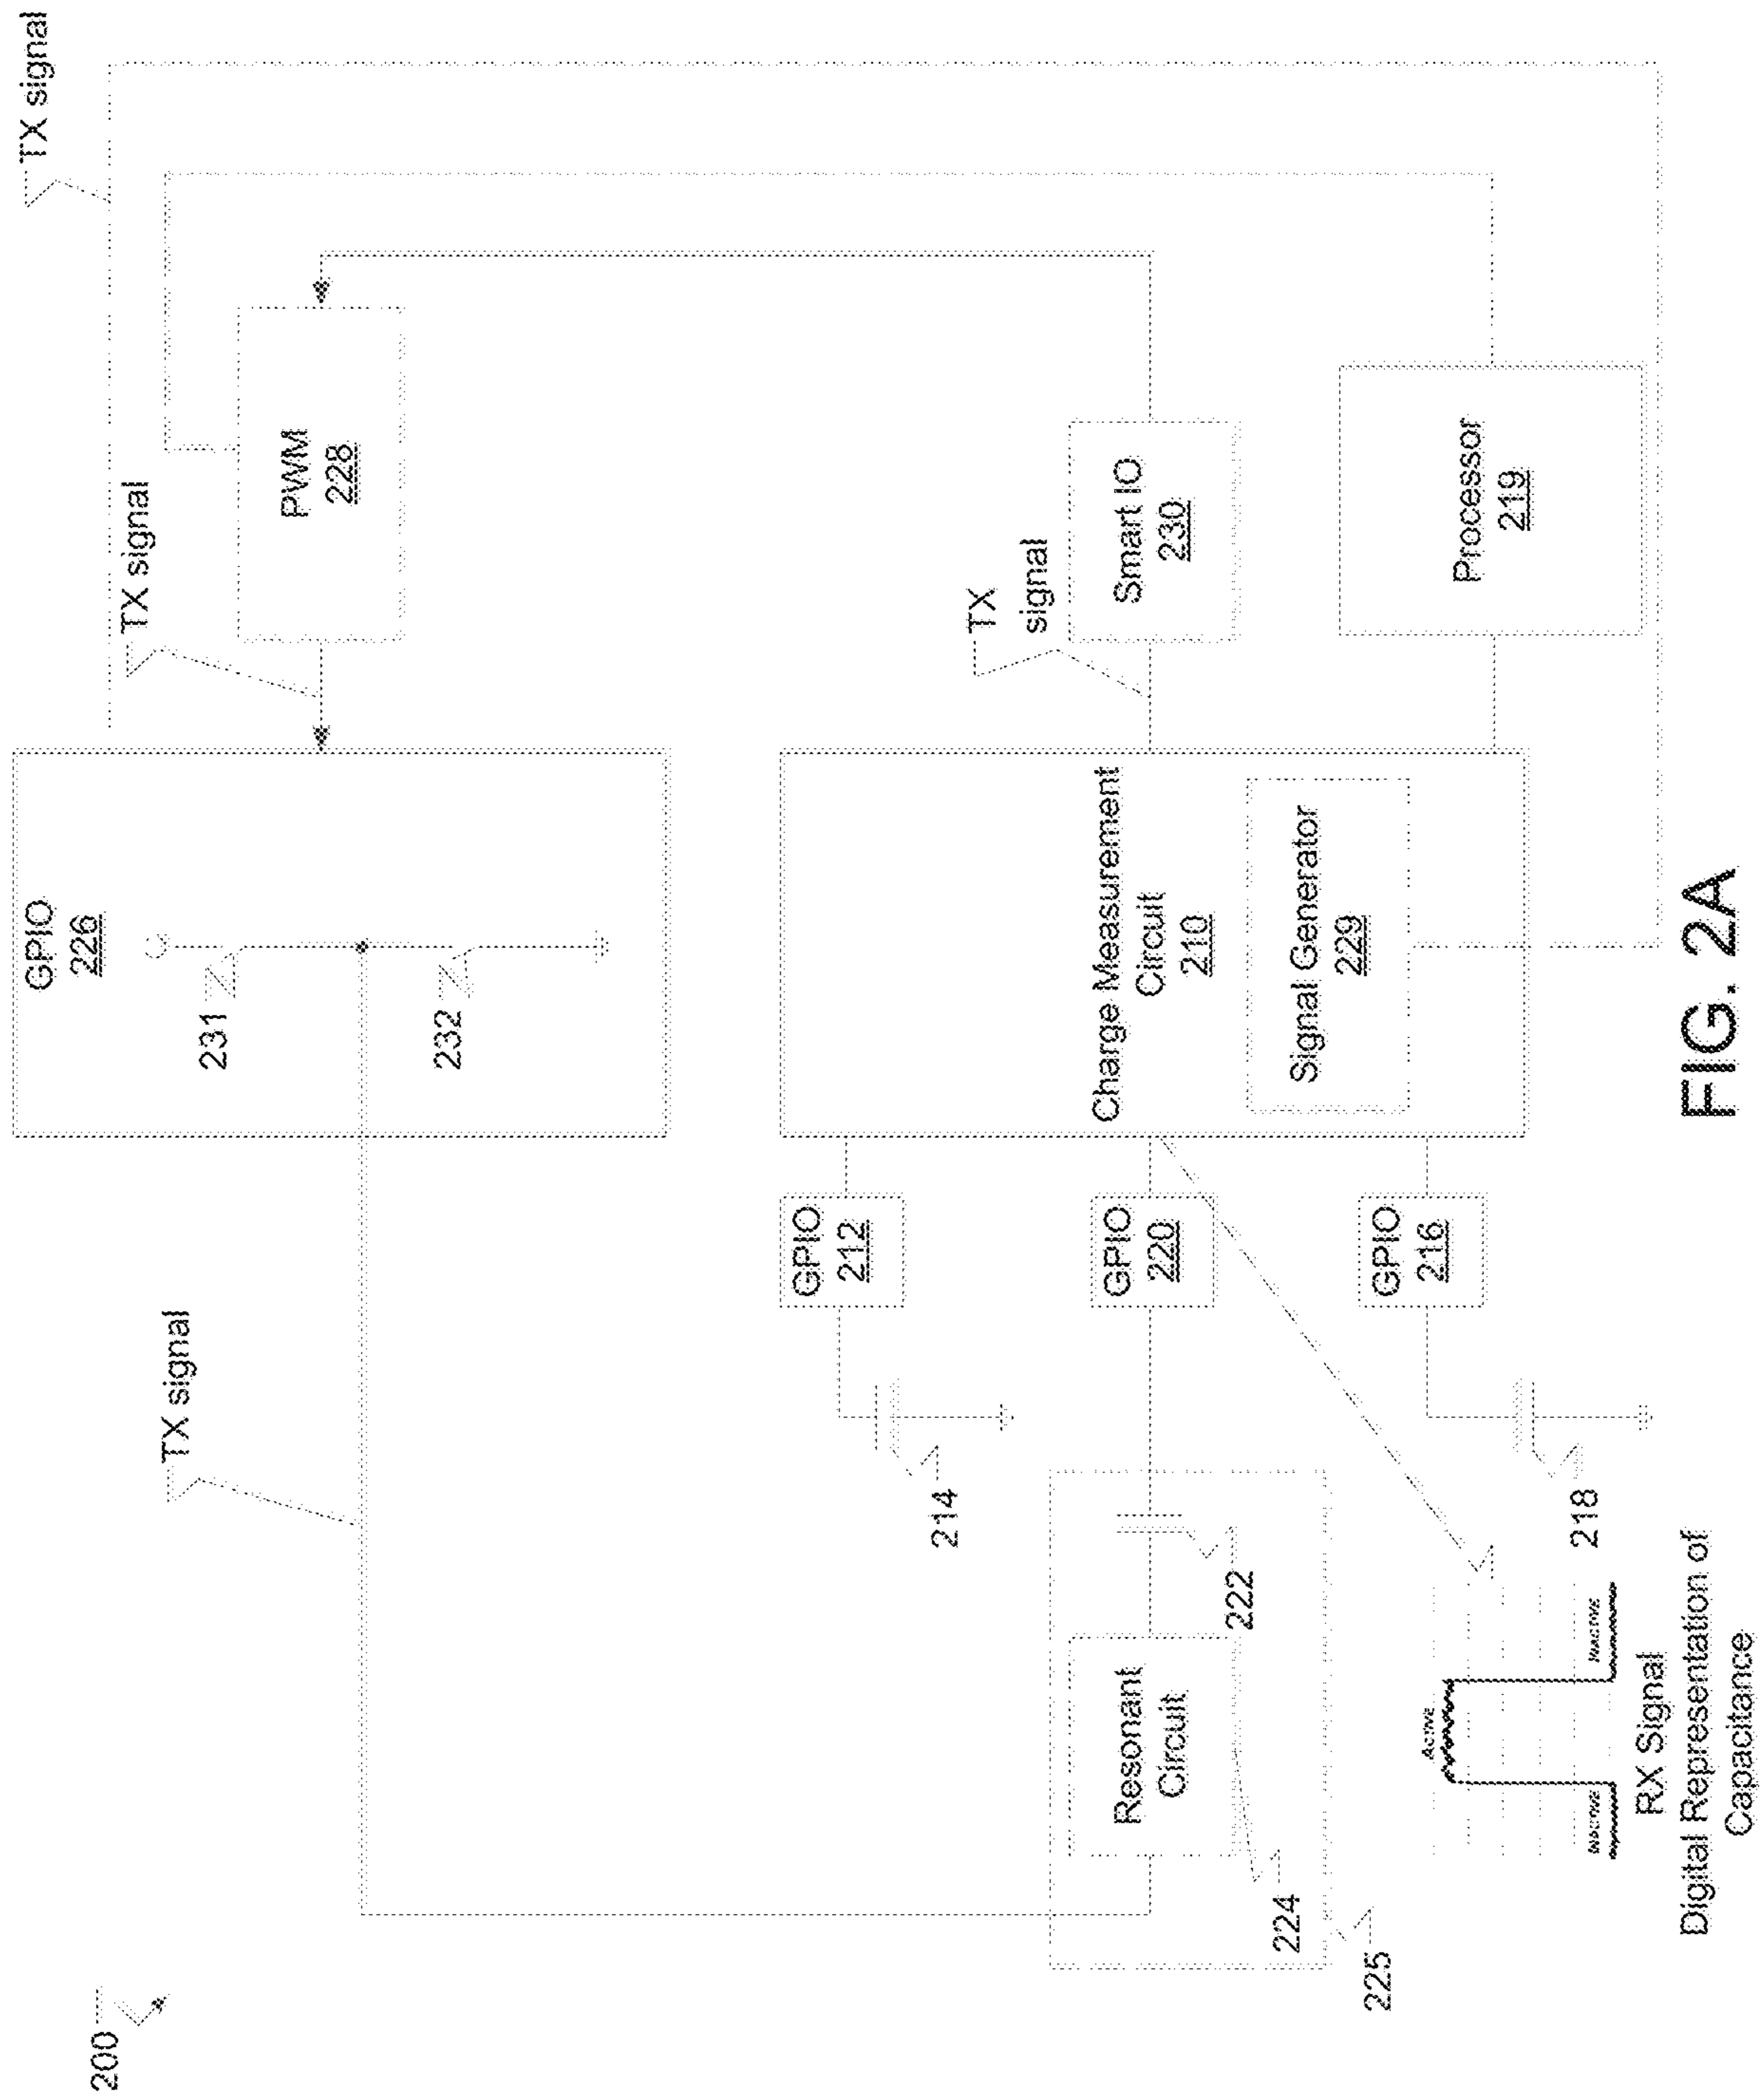 200
TX signal
GPIO
226
231
232
TX signal
PWM
228
TX signal
GPIO
212
214
Charge Measurement
Circuit
210
TX
signal
Smart IO
230
Resonant
Circuit
222
224
225
GPIO
220
Signal Generator
229
GPIO
216
218
Processor
219
ACTIVE
INACTIVE
INACTIVE
RX Signal
Digital Representation of
Capacitance
TX signal
FIG. 2A